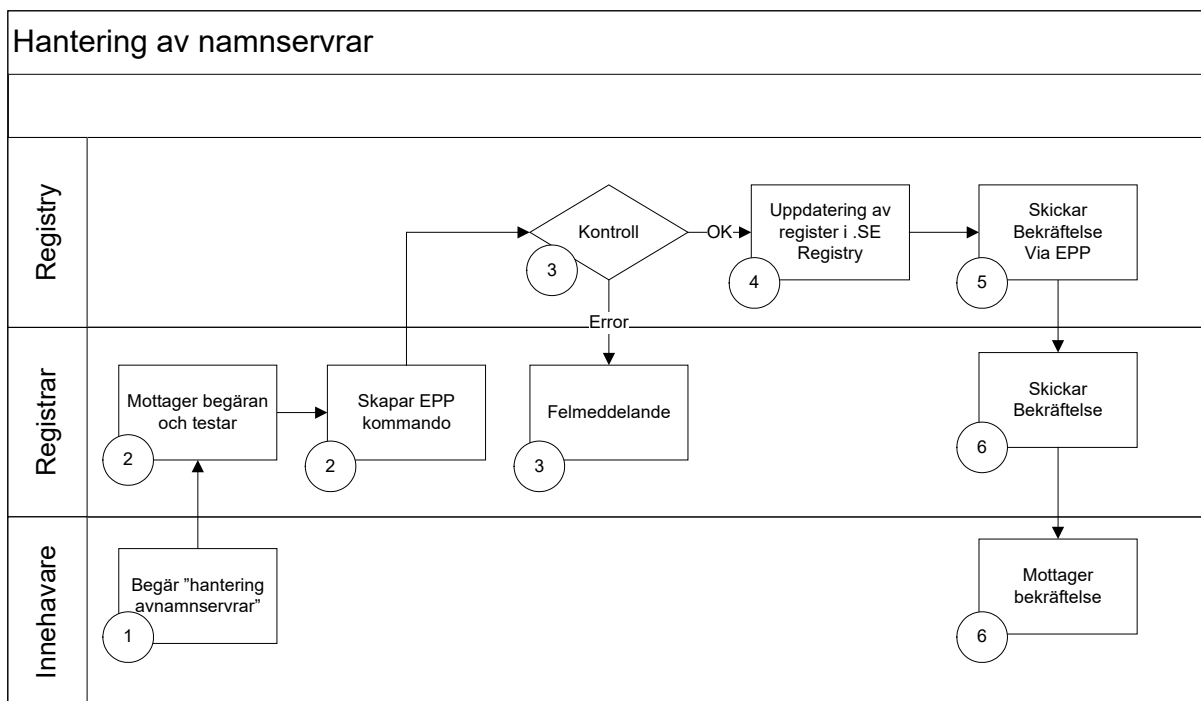 Hantering av namnservrar
Registry
Kontroll
3
OK
Uppdatering av
register i .SE
Registry
4
Skickar
Bekräftelse
Via EPP
5
Error
Registrar
Mottager begäran
och testar
2
Skapar EPP
kommando
2
Felmeddelande
3
Skickar
Bekräftelse
6
Innehavare
Begär ”hantering
avnamnservrar”
1
Mottager
bekräftelse
6